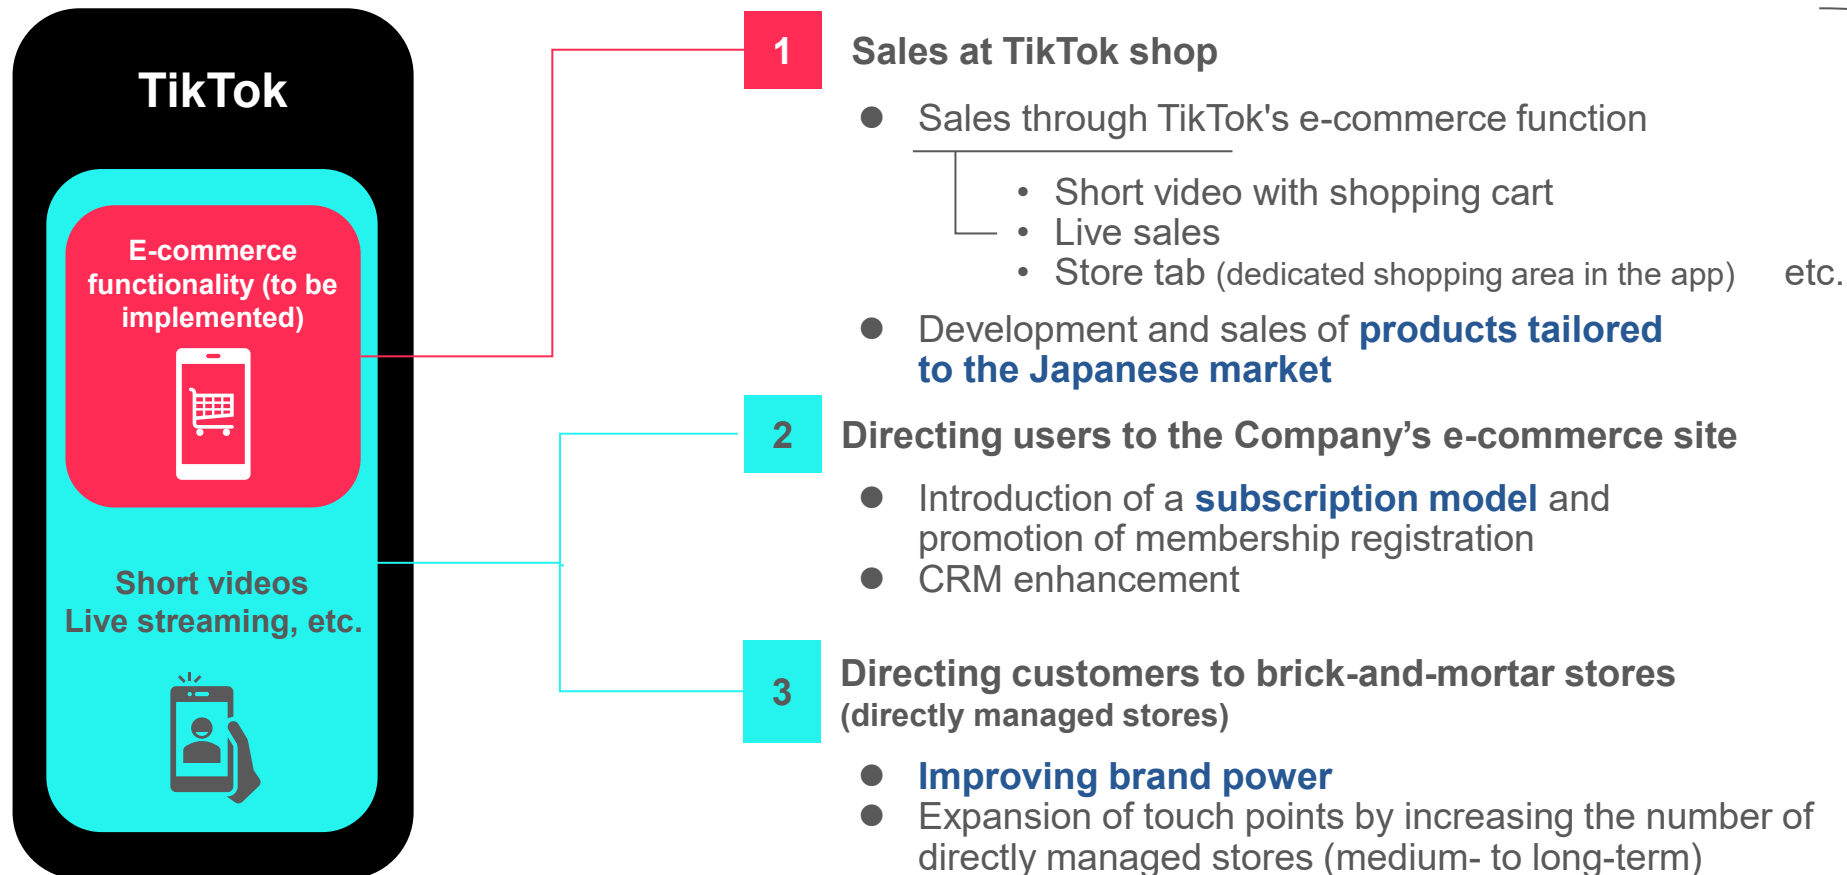 TikTok
E-commerce
functionality (to be
implemented)
Short videos
Live streaming, etc.
1
Sales at TikTok shop
● Sales through TikTok's e-commerce function
• Short video with shopping cart
• Live sales
• Store tab (dedicated shopping area in the app) etc.
● Development and sales of products tailored
to the Japanese market
2
Directing users to the Company’s e-commerce site
● Introduction of a subscription model and
promotion of membership registration
● CRM enhancement
3
Directing customers to brick-and-mortar stores
(directly managed stores)
● Improving brand power
● Expansion of touch points by increasing the number of
directly managed stores (medium- to long-term)